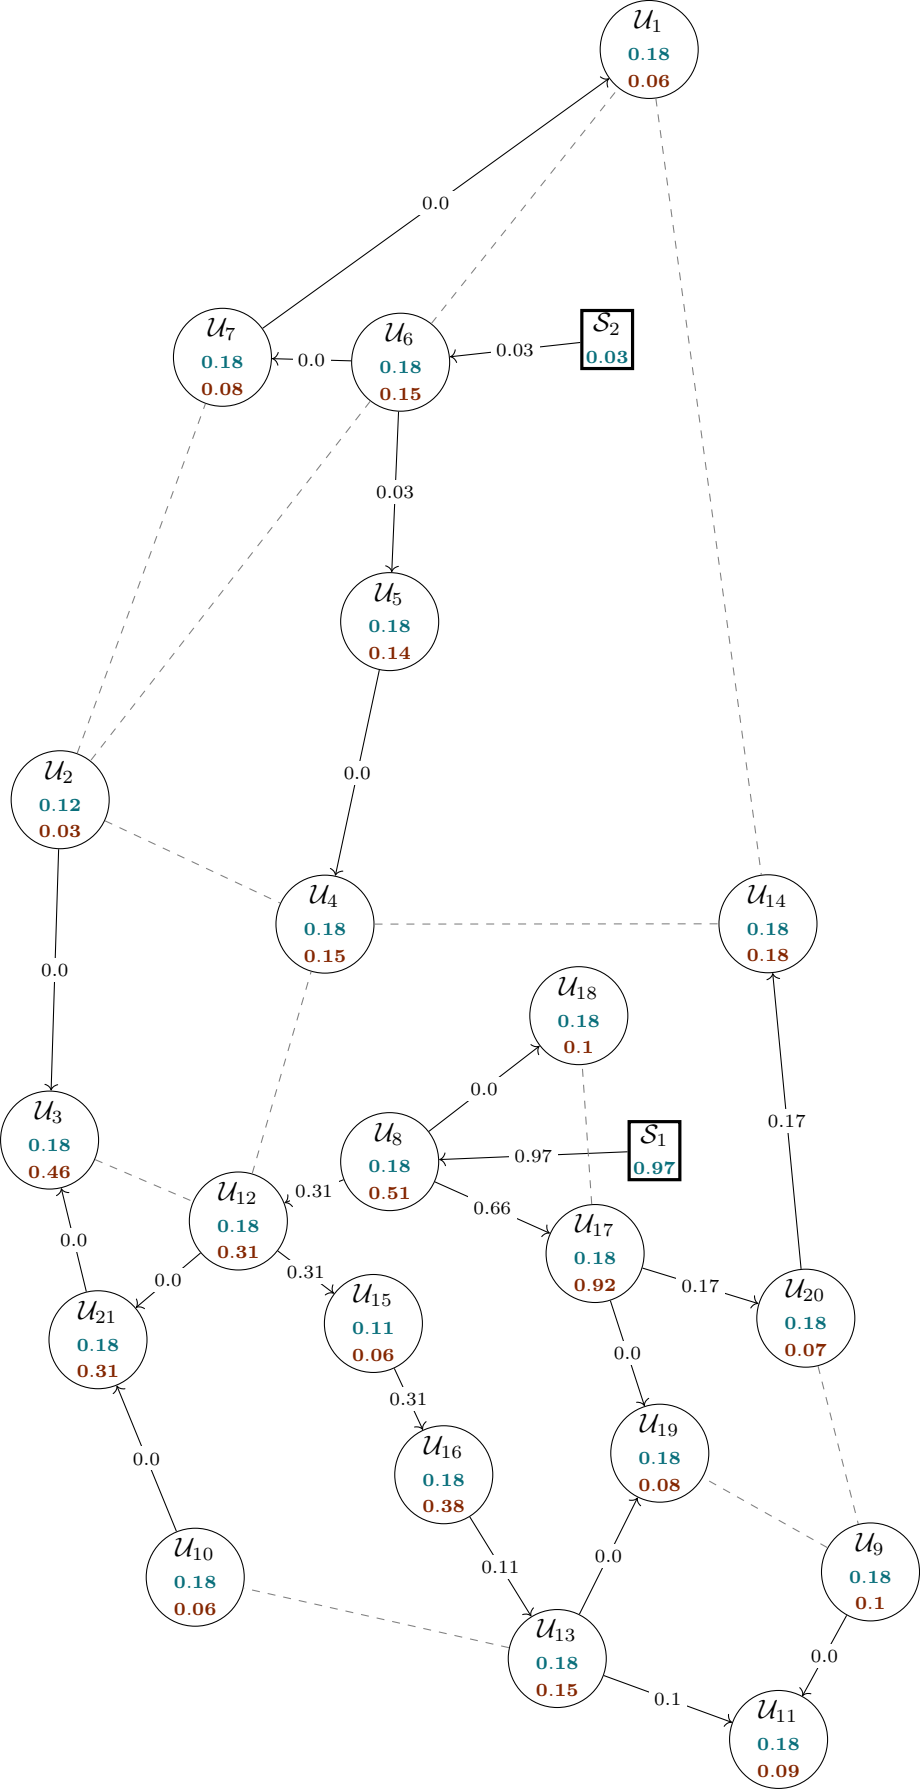 𝒰₁
0.18
0.06
0.0
𝒰₇
0.18
0.08
0.0
𝒰₆
0.18
0.15
0.03
𝒮₂
0.03
0.03
𝒰₅
0.18
0.14
0.0
𝒰₂
0.12
0.03
𝒰₄
0.18
0.15
𝒰₁₄
0.18
0.18
0.0
𝒰₁₈
0.18
0.1
0.0
0.17
𝒰₃
0.18
0.46
𝒰₈
0.18
0.51
0.97
𝒮₁
0.97
𝒰₁₂
0.18
0.31
0.31
0.66
𝒰₁₇
0.18
0.92
0.0
0.0
0.31
0.17
𝒰₂₀
0.18
0.07
𝒰₂₁
0.18
0.31
𝒰₁₅
0.11
0.06
0.0
0.31
𝒰₁₉
0.18
0.08
0.0
𝒰₁₆
0.18
0.38
𝒰₁₀
0.18
0.06
0.11
0.0
𝒰₉
0.18
0.1
𝒰₁₃
0.18
0.15
0.0
0.1
𝒰₁₁
0.18
0.09